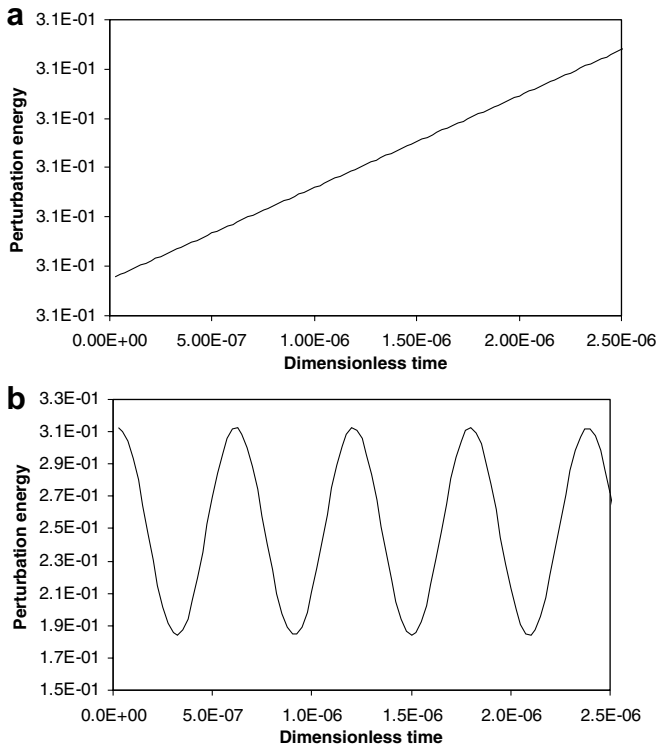 a
3.1E-01
3.1E-01
3.1E-01
3.1E-01
3.1E-01
3.1E-01
3.1E-01
Perturbation energy
0.00E+00 5.00E-07 1.00E-06 1.50E-06 2.00E-06 2.50E-06
Dimensionless time
b
3.3E-01
3.1E-01
2.9E-01
2.7E-01
2.5E-01
2.3E-01
2.1E-01
1.9E-01
1.7E-01
1.5E-01
Perturbation energy
0.0E+00 5.0E-07 1.0E-06 1.5E-06 2.0E-06 2.5E-06
Dimensionless time